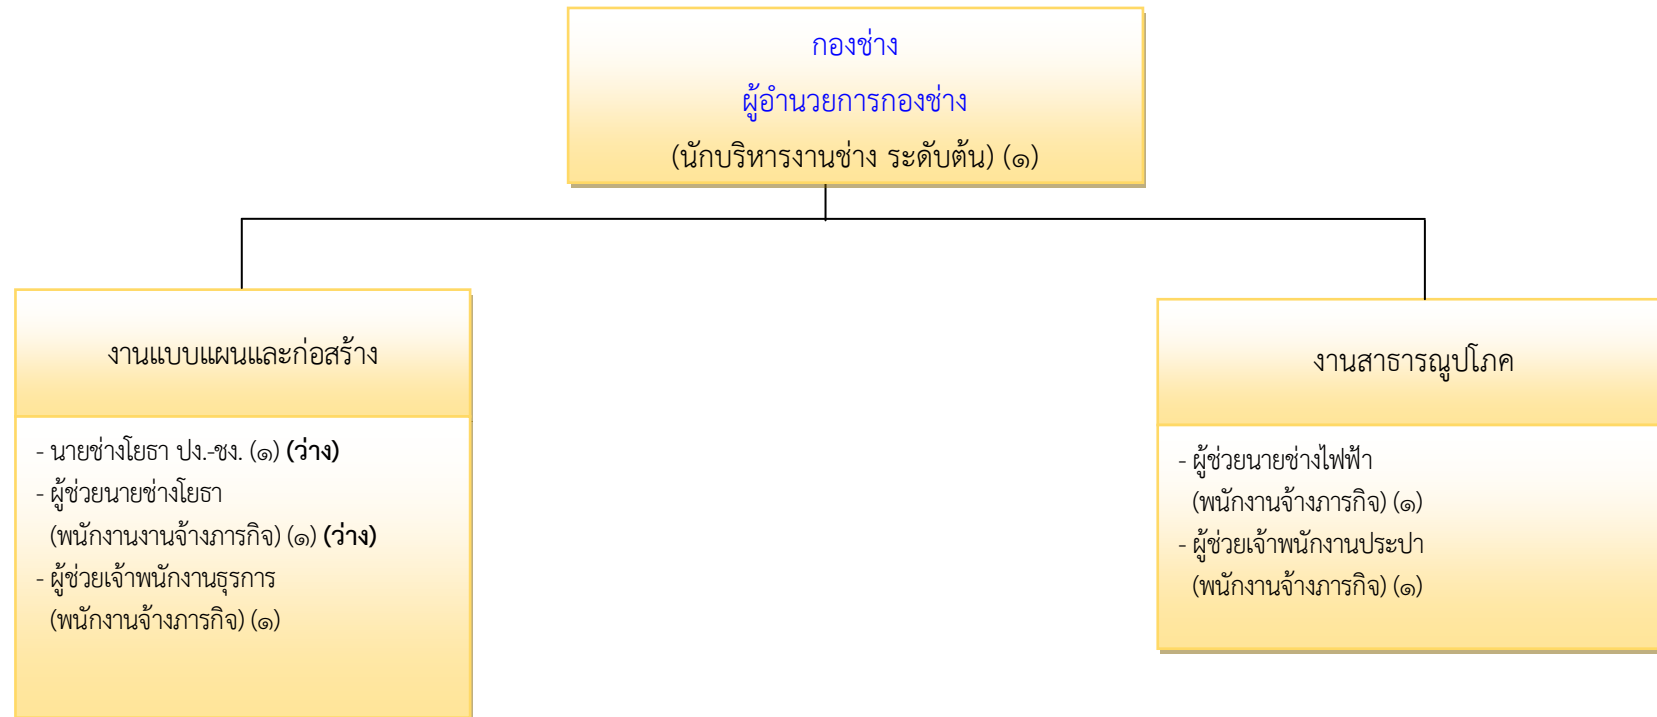 กองช่าง
ผู้อำนวยการกองช่าง
(นักบริหารงานช่าง ระดับต้น) (๑)
งานแบบแผนและก่อสร้าง
- นายช่างโยธา ปง.-ชง. (๑) (ว่าง)
- ผู้ช่วยนายช่างโยธา
(พนักงานงานจ้างภารกิจ) (๑) (ว่าง)
- ผู้ช่วยเจ้าพนักงานธุรการ
(พนักงานจ้างภารกิจ) (๑)
งานสาธารณูปโภค
- ผู้ช่วยนายช่างไฟฟ้า
(พนักงานจ้างภารกิจ) (๑)
- ผู้ช่วยเจ้าพนักงานประปา
(พนักงานจ้างภารกิจ) (๑)